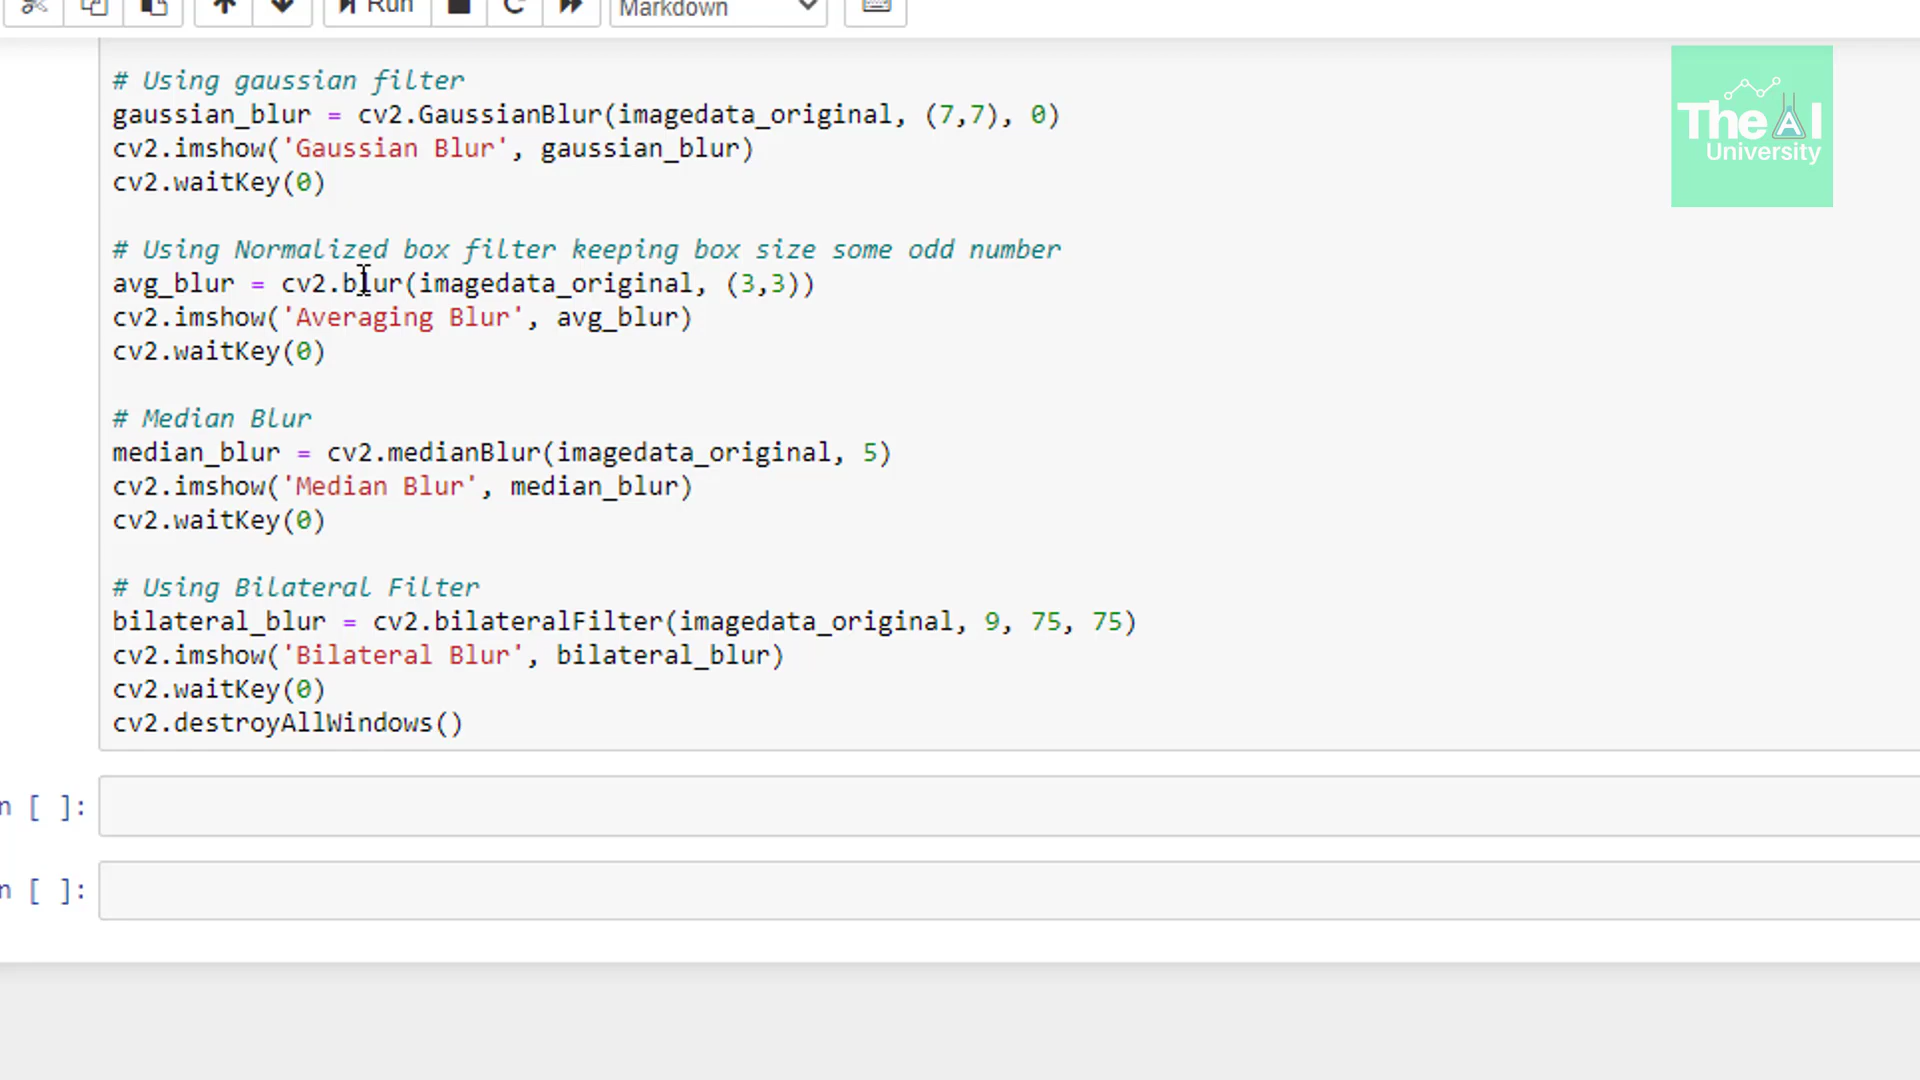 Run
Markdown
# Using gaussian filter
gaussian_blur = cv2.GaussianBlur(imagedata_original, (7,7), 0)
cv2.imshow('Gaussian Blur', gaussian_blur)
cv2.waitKey(0)
# Using Normalized box filter keeping box size some odd number
avg_blur = cv2.blur(imagedata_original, (3,3))
cv2.imshow('Averaging Blur', avg_blur)
cv2.waitKey(0)
# Median Blur
median_blur = cv2.medianBlur(imagedata_original, 5)
cv2.imshow('Median Blur', median_blur)
cv2.waitKey(0)
# Using Bilateral Filter
bilateral_blur = cv2.bilateralFilter(imagedata_original, 9, 75, 75)
cv2.imshow('Bilateral Blur', bilateral_blur)
cv2.waitKey(0)
cv2.destroyAllWindows()
n [ ]:
n [ ]:
The AI
University